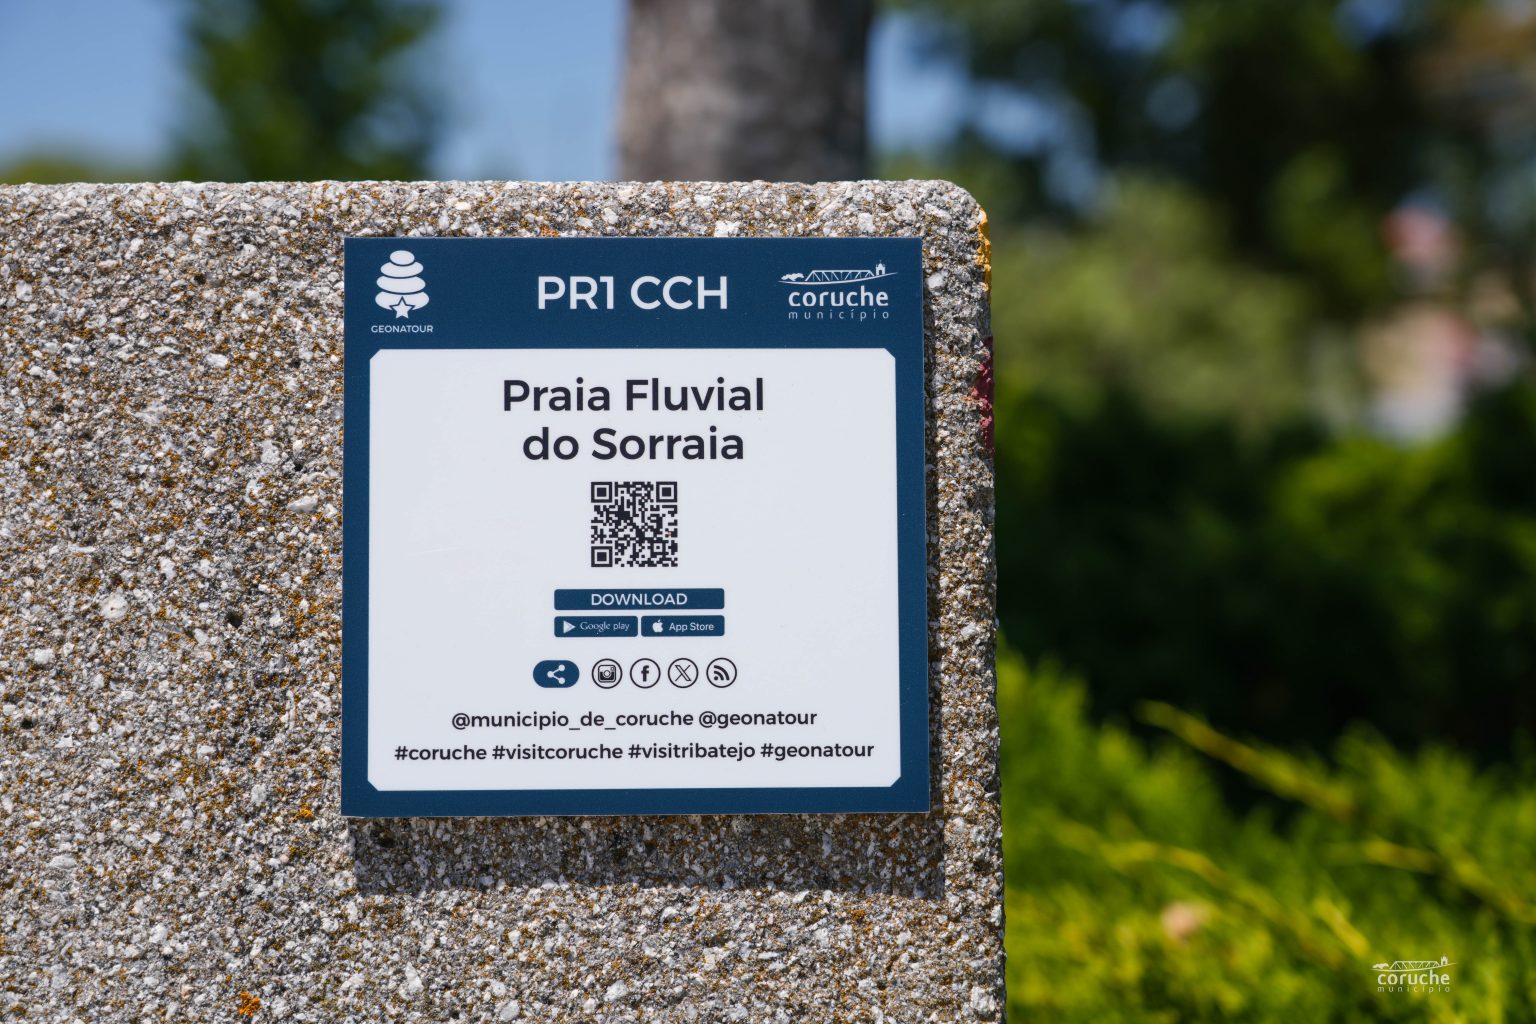 GEONATOUR
PR1 CCH
coruche
município
Praia Fluvial
do Sorraia
DOWNLOAD
Google play
App Store
@municipio_de_coruche @geonatour
#coruche #visitcoruche #visitribatejo #geonatour
coruche
município